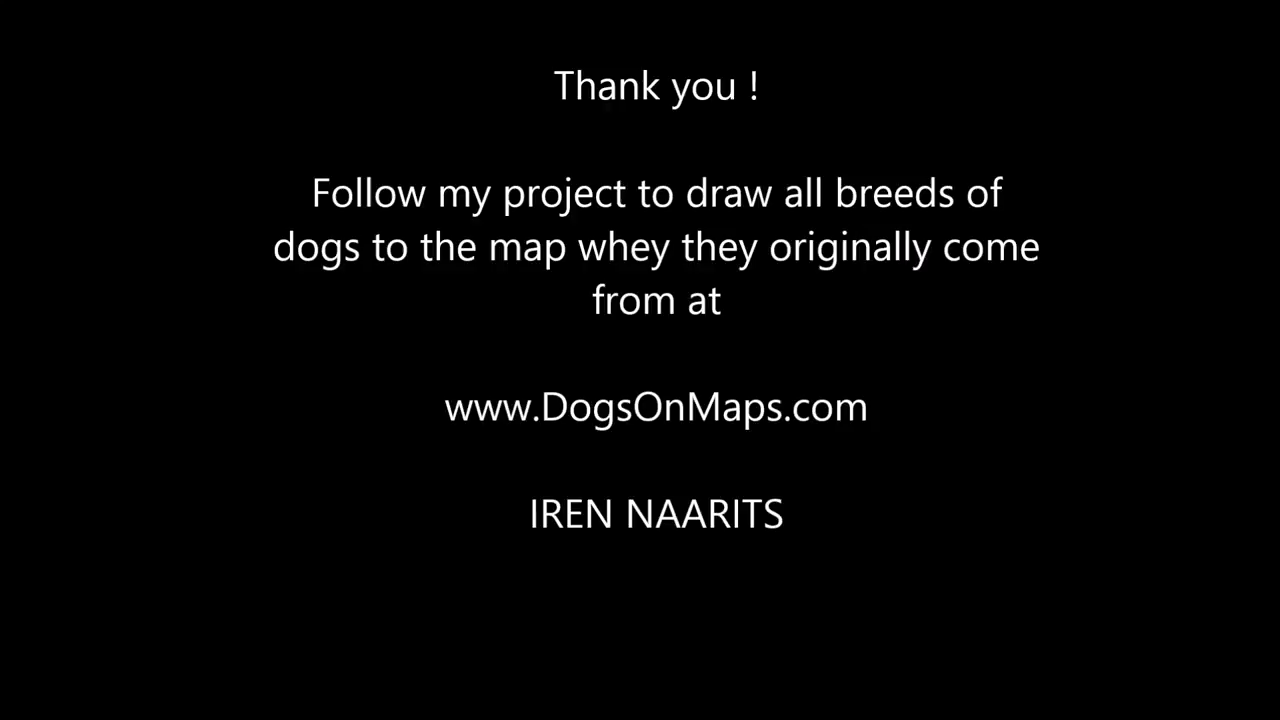 Thank you !
Follow my project to draw all breeds of
dogs to the map whey they originally come
from at
www.DogsOnMaps.com
IREN NAARITS